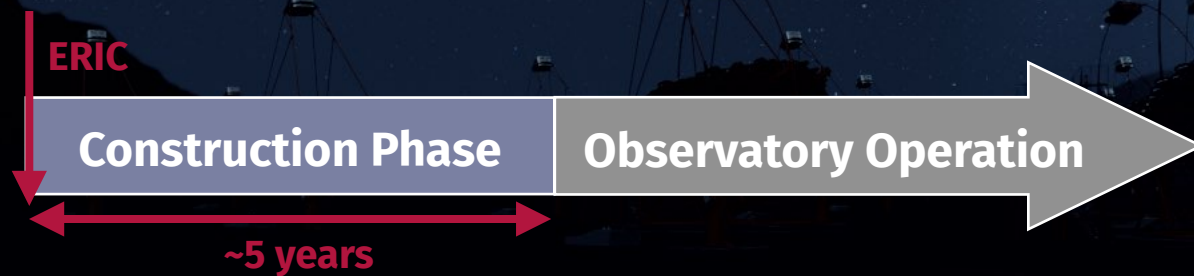 ERIC
Construction Phase
Observatory Operation
~5 years